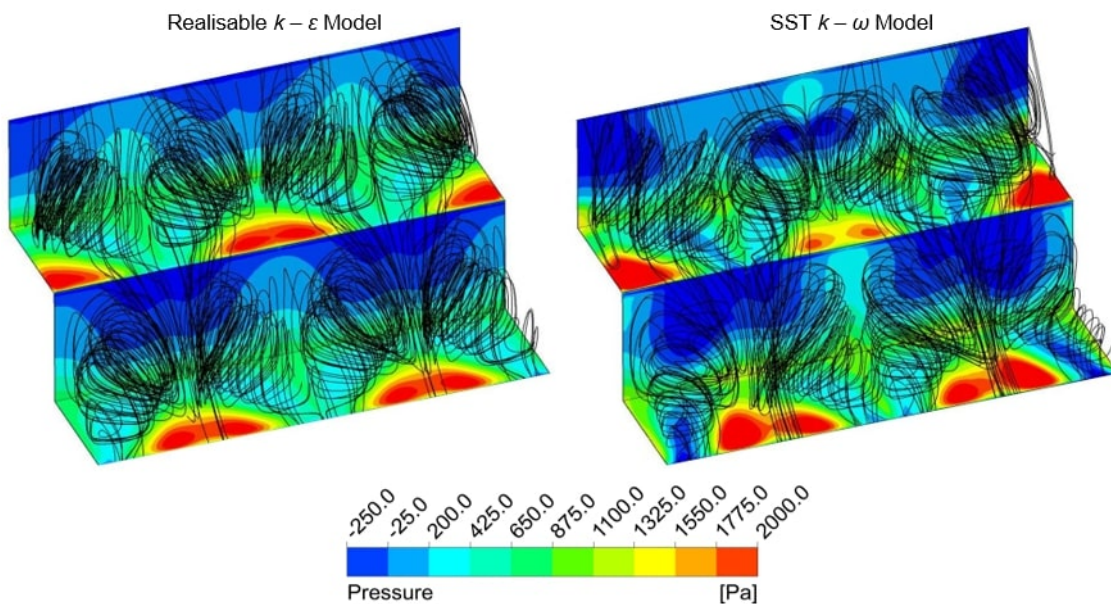 Realisable k – ε Model
SST k – ω Model
-250.0
-25.0
200.0
425.0
650.0
875.0
1100.0
1325.0
1550.0
1775.0
2000.0
Pressure
[Pa]